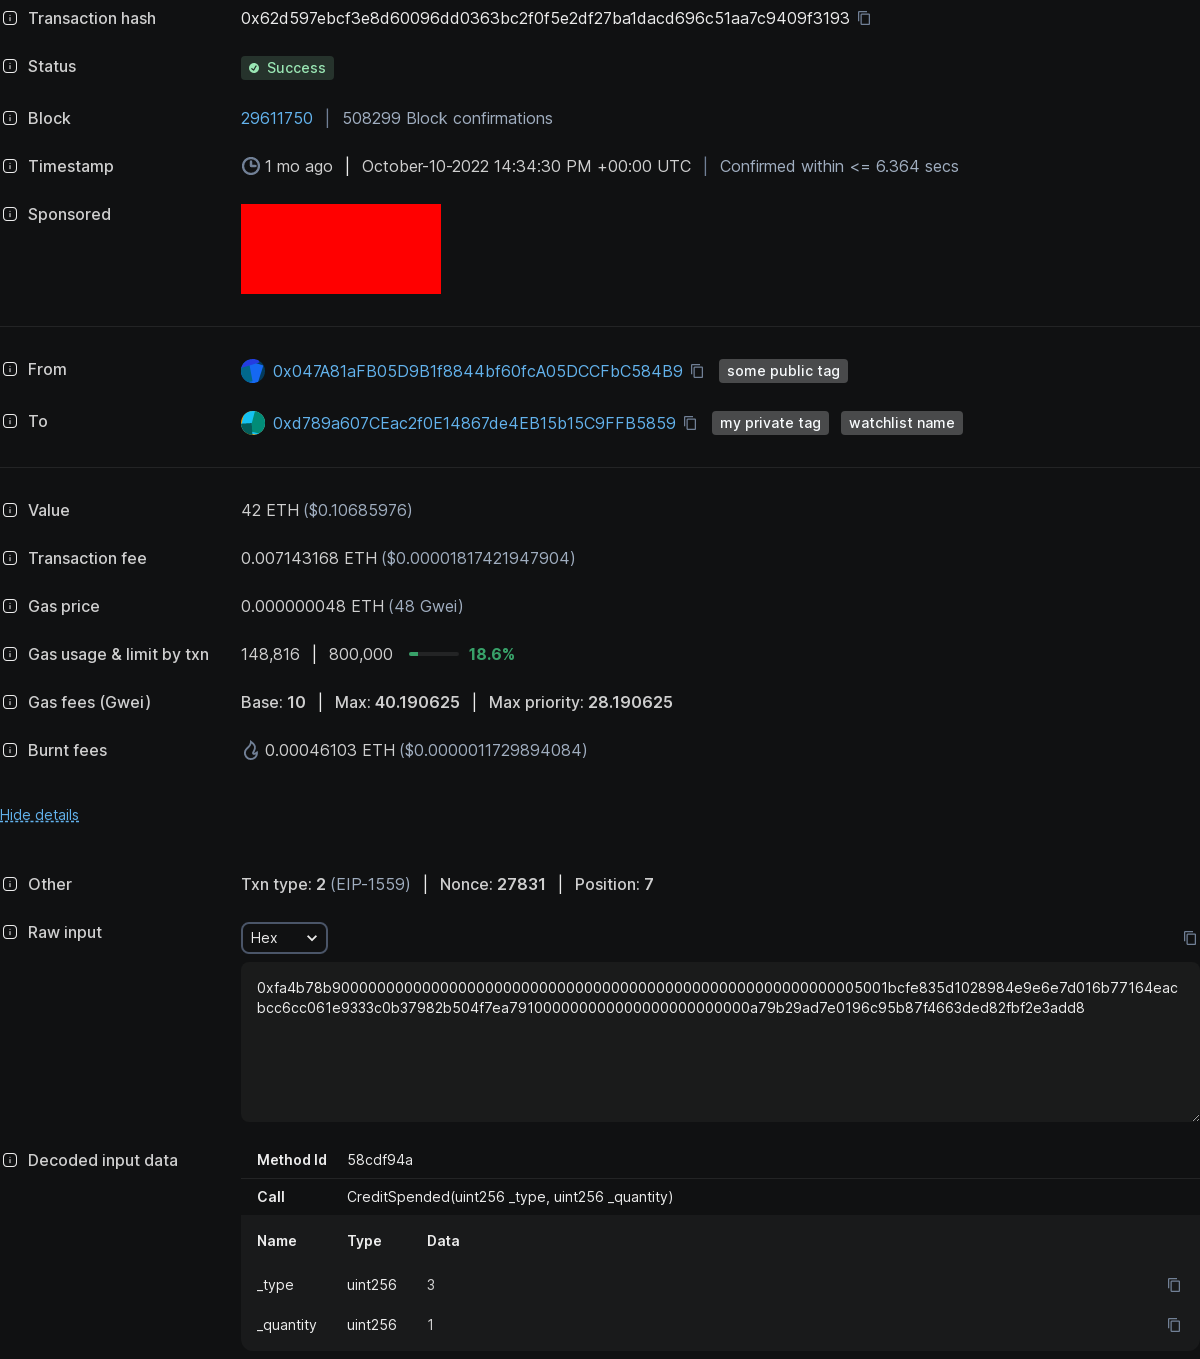 Transaction hash 0x62d597ebcf3e8d60096dd0363bc2f0f5e2df27ba1dacd696c51aa7c9409f3193
Status Success
Block 29611750 | 508299 Block confirmations
Timestamp 1 mo ago | October-10-2022 14:34:30 PM +00:00 UTC | Confirmed within <= 6.364 secs
Sponsored
From 0x047A81aFB05D9B1f8844bf60fcA05DCCFbC584B9 some public tag
To 0xd789a607CEac2f0E14867de4EB15b15C9FFB5859 my private tag watchlist name
Value 42 ETH ($0.10685976)
Transaction fee 0.007143168 ETH ($0.00001817421947904)
Gas price 0.000000048 ETH (48 Gwei)
Gas usage & limit by txn 148,816 | 800,000 18.6%
Gas fees (Gwei) Base: 10 | Max: 40.190625 | Max priority: 28.190625
Burnt fees 0.00046103 ETH ($0.0000011729894084)
Hide details
Other Txn type: 2 (EIP-1559) | Nonce: 27831 | Position: 7
Raw input Hex
0xfa4b78b90000000000000000000000000000000000000000000000000000000005001bcfe835d1028984e9e6e7d016b77164eac
bcc6cc061e9333c0b37982b504f7ea791000000000000000000000000a79b29ad7e0196c95b87f4663ded82fbf2e3add8
Decoded input data Method Id 58cdf94a
Call CreditSpended(uint256 _type, uint256 _quantity)
Name Type Data
_type uint256 3
_quantity uint256 1